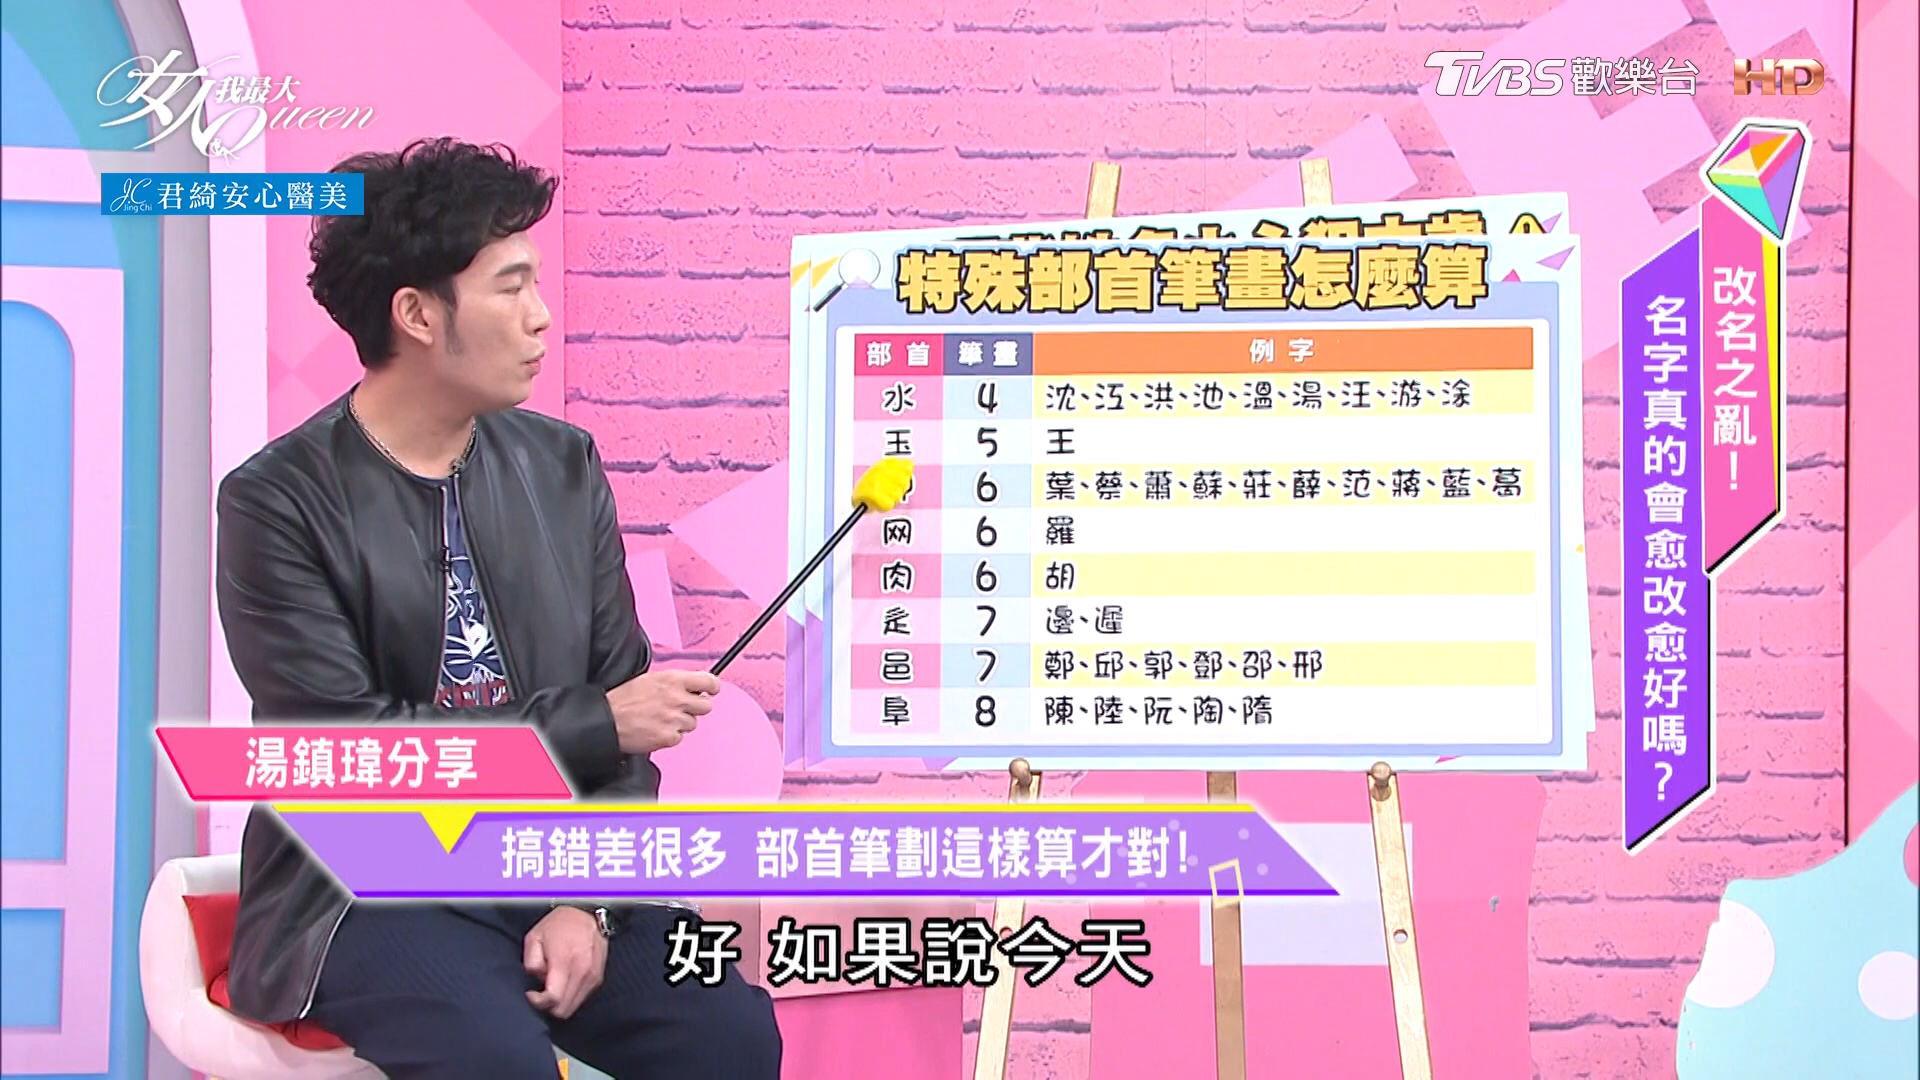 女人我最大
Queen
TVBS歡樂台 HD
J.C Jing Chi 君綺安心醫美
改名之亂！
名字真的會愈改愈好嗎？
特殊部首筆畫怎麼算
部首 筆畫 例字
水 4 沈、江、洪、池、溫、湯、汪、游、涂
玉 5 王
6 葉、蔡、蕭、蘇、莊、薛、范、蔣、藍、葛
网 6 羅
肉 6 胡
辵 7 邊、遲
邑 7 鄭、邱、郭、鄧、邵、邢
阜 8 陳、陸、阮、陶、隋
湯鎮瑋分享
搞錯差很多 部首筆劃這樣算才對!
好 如果說今天